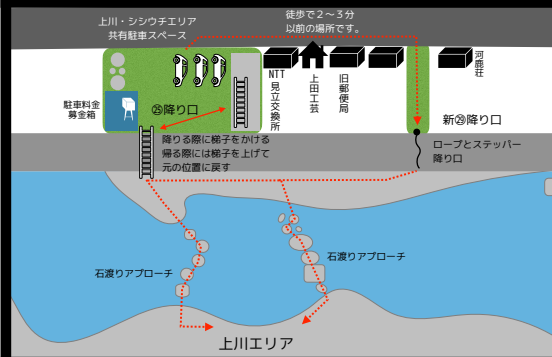 上川・シシウチエリア
共有駐車スペース
徒歩で2～3分
以前の場所です。
河鹿荘
NTT
見立交換所
上田工芸
旧郵便局
駐車料金
募金箱
㉙降り口
新㉙降り口
降りる際に梯子をかける
帰る際には梯子を上げて
元の位置に戻す
ロープとステッパー
降り口
石渡りアプローチ
石渡りアプローチ
上川エリア